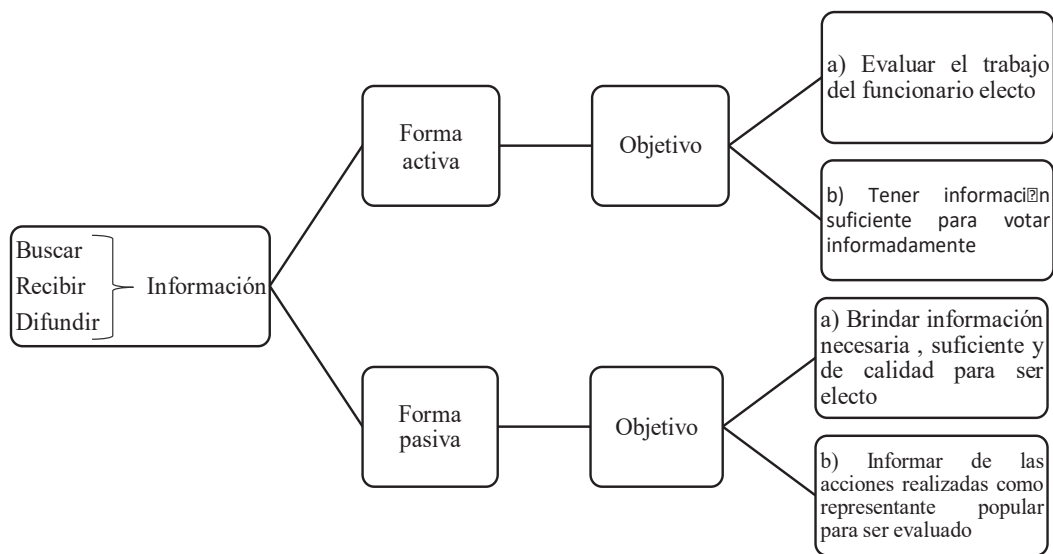 Buscar
Recibir
Difundir
Información
Forma
activa
Objetivo
a) Evaluar el trabajo
del funcionario electo
b) Tener informaci�n
suficiente para votar
informadamente
Forma
pasiva
Objetivo
a) Brindar información
necesaria , suficiente y
de calidad para ser
electo
b) Informar de las
acciones realizadas como
representante popular
para ser evaluado